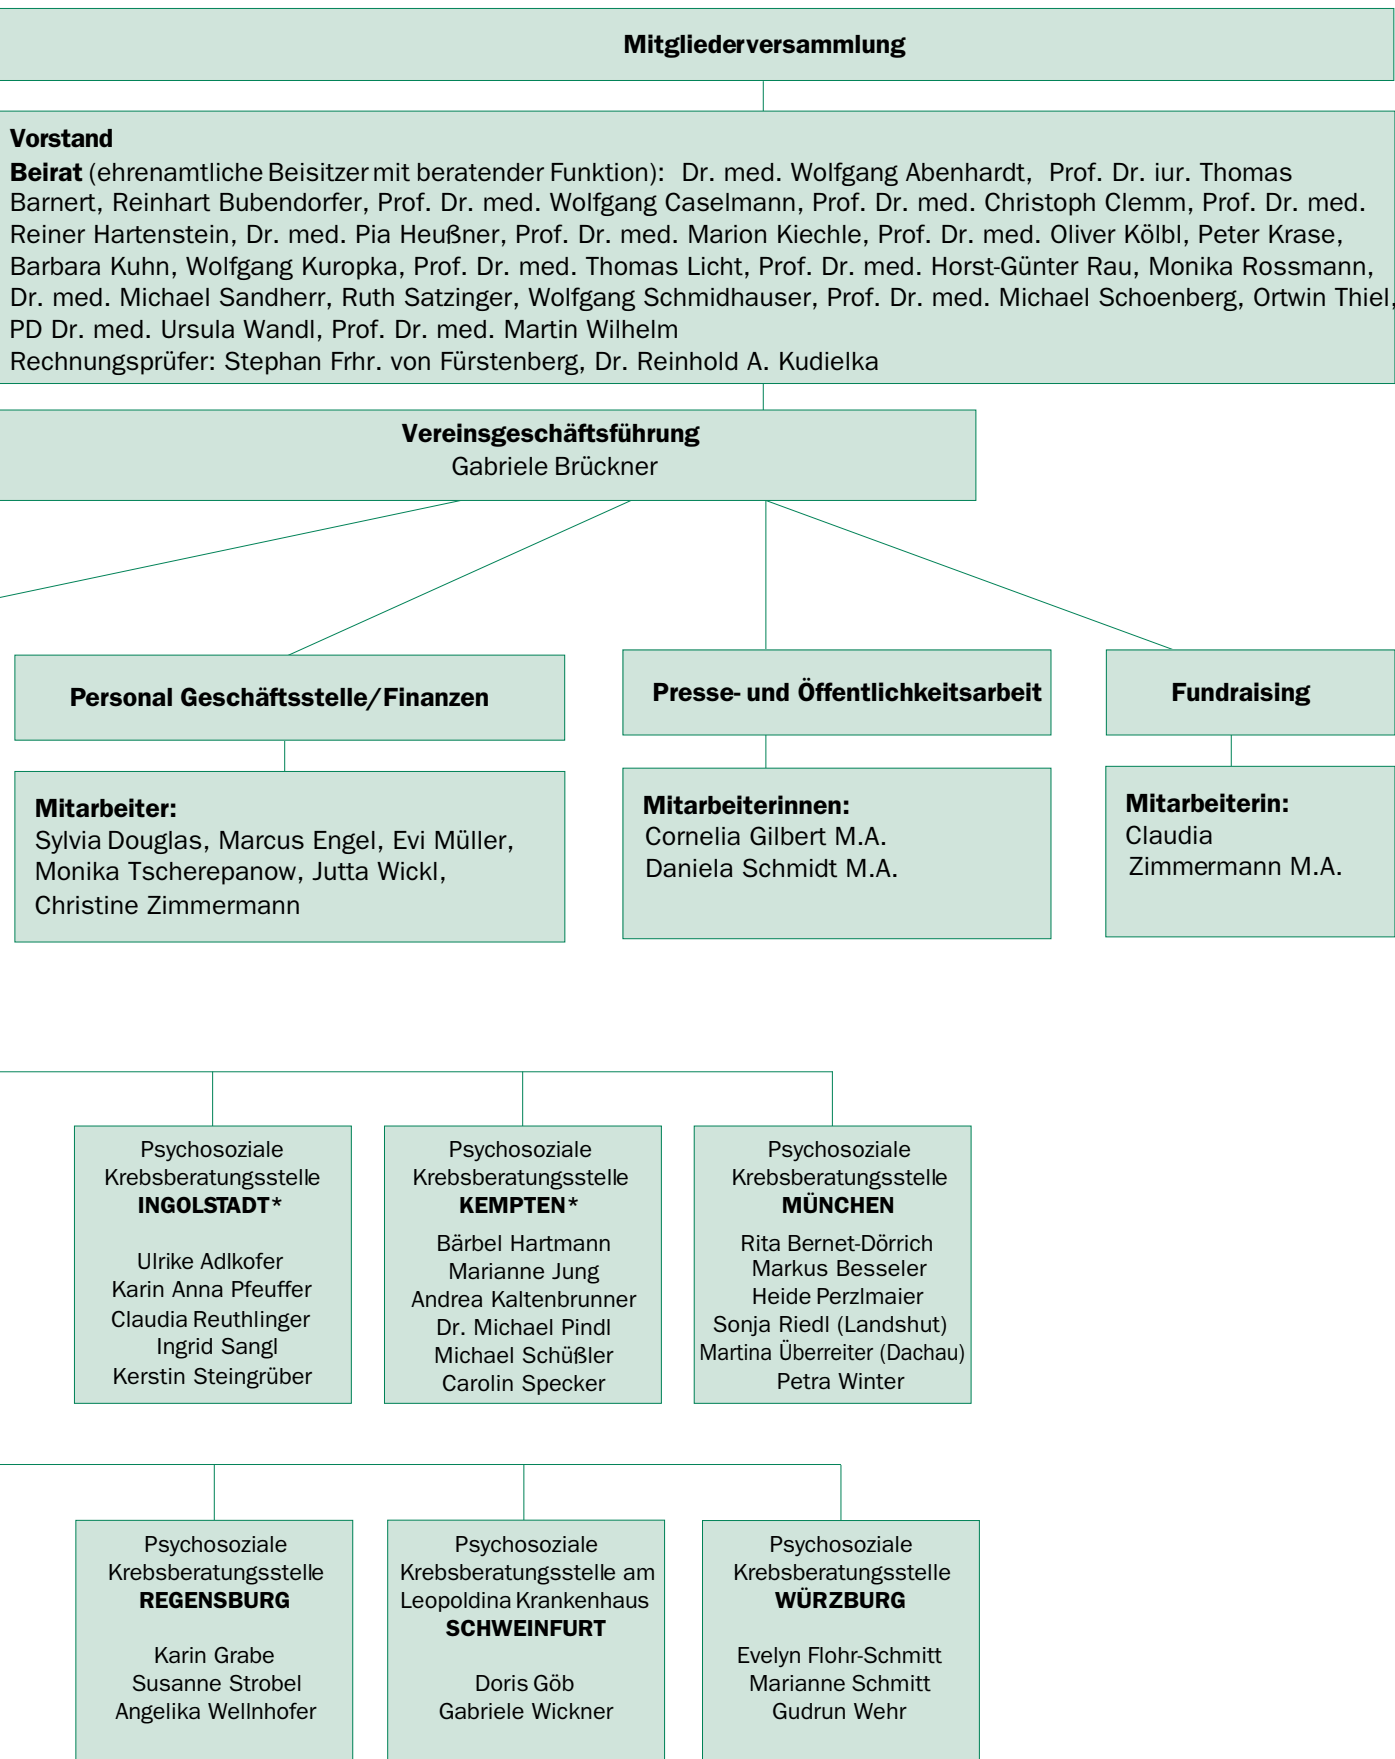 Mitgliederversammlung
Vorstand
Beirat (ehrenamtliche Beisitzer mit beratender Funktion): Dr. med. Wolfgang Abenhardt, Prof. Dr. iur. Thomas
Barnert, Reinhart Bubendorfer, Prof. Dr. med. Wolfgang Caselmann, Prof. Dr. med. Christoph Clemm, Prof. Dr. med.
Reiner Hartenstein, Dr. med. Pia Heußner, Prof. Dr. med. Marion Kiechle, Prof. Dr. med. Oliver Kölbl, Peter Krase,
Barbara Kuhn, Wolfgang Kuropka, Prof. Dr. med. Thomas Licht, Prof. Dr. med. Horst-Günter Rau, Monika Rossmann,
Dr. med. Michael Sandherr, Ruth Satzinger, Wolfgang Schmidhauser, Prof. Dr. med. Michael Schoenberg, Ortwin Thiel,
PD Dr. med. Ursula Wandl, Prof. Dr. med. Martin Wilhelm
Rechnungsprüfer: Stephan Frhr. von Fürstenberg, Dr. Reinhold A. Kudielka
Vereinsgeschäftsführung
Gabriele Brückner
Personal Geschäftsstelle/Finanzen
Mitarbeiter:
Sylvia Douglas, Marcus Engel, Evi Müller,
Monika Tscherepanow, Jutta Wickl,
Christine Zimmermann
Presse- und Öffentlichkeitsarbeit
Mitarbeiterinnen:
Cornelia Gilbert M.A.
Daniela Schmidt M.A.
Fundraising
Mitarbeiterin:
Claudia
Zimmermann M.A.
Psychosoziale
Krebsberatungsstelle
INGOLSTADT*
Ulrike Adlkofer
Karin Anna Pfeuffer
Claudia Reuthlinger
Ingrid Sangl
Kerstin Steingrüber
Psychosoziale
Krebsberatungsstelle
KEMPTEN*
Bärbel Hartmann
Marianne Jung
Andrea Kaltenbrunner
Dr. Michael Pindl
Michael Schüßler
Carolin Specker
Psychosoziale
Krebsberatungsstelle
MÜNCHEN
Rita Bernet-Dörrich
Markus Besseler
Heide Perzlmaier
Sonja Riedl (Landshut)
Martina Überreiter (Dachau)
Petra Winter
Psychosoziale
Krebsberatungsstelle
REGENSBURG
Karin Grabe
Susanne Strobel
Angelika Wellnhofer
Psychosoziale
Krebsberatungsstelle am
Leopoldina Krankenhaus
SCHWEINFURT
Doris Göb
Gabriele Wickner
Psychosoziale
Krebsberatungsstelle
WÜRZBURG
Evelyn Flohr-Schmitt
Marianne Schmitt
Gudrun Wehr